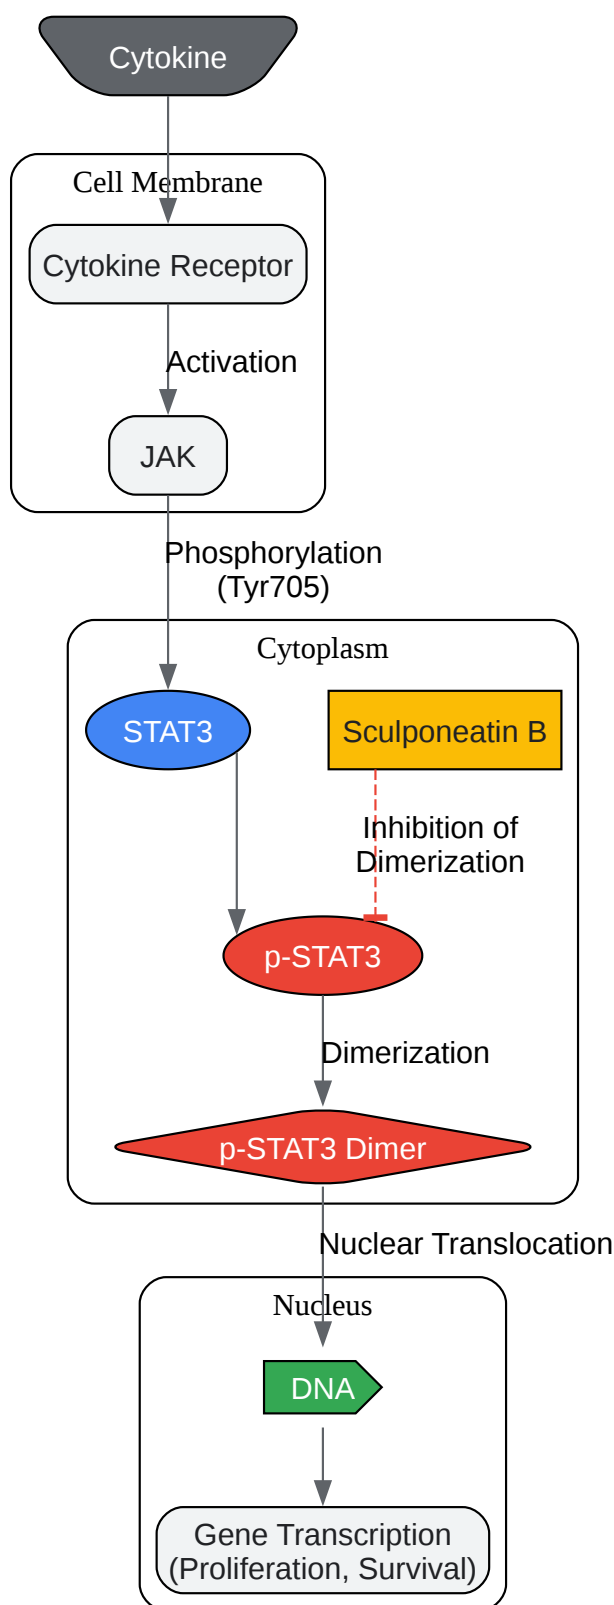 Cytokine
Cell Membrane
Cytokine Receptor
Activation
JAK
Phosphorylation
(Tyr705)
Cytoplasm
STAT3
Sculponeatin B
Inhibition of
Dimerization
p-STAT3
Dimerization
p-STAT3 Dimer
Nuclear Translocation
Nucleus
DNA
Gene Transcription
(Proliferation, Survival)